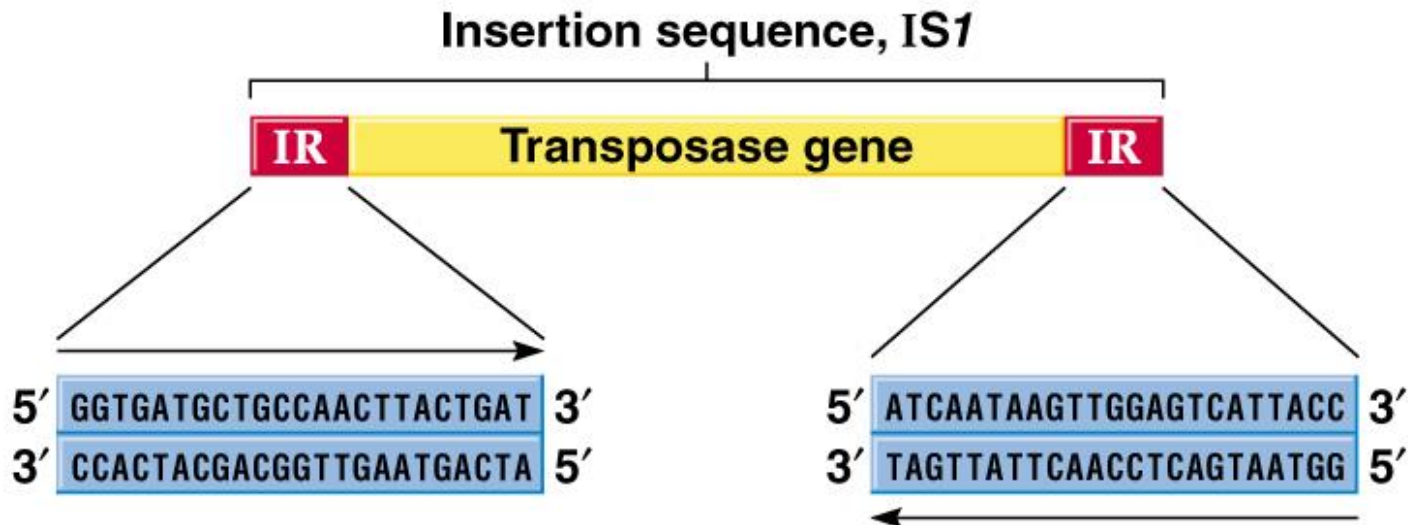 Insertion sequence, IS1
IR Transposase gene IR
5′ GGTGATGCTGCCAACTTACTGAT 3′ 5′ ATCAATAAGTTGGAGTCATTACC 3′
3′ CCACTACGACGGTTGAATGACTA 5′ 3′ TAGTTATTCAACCTCAGTAATGG 5′